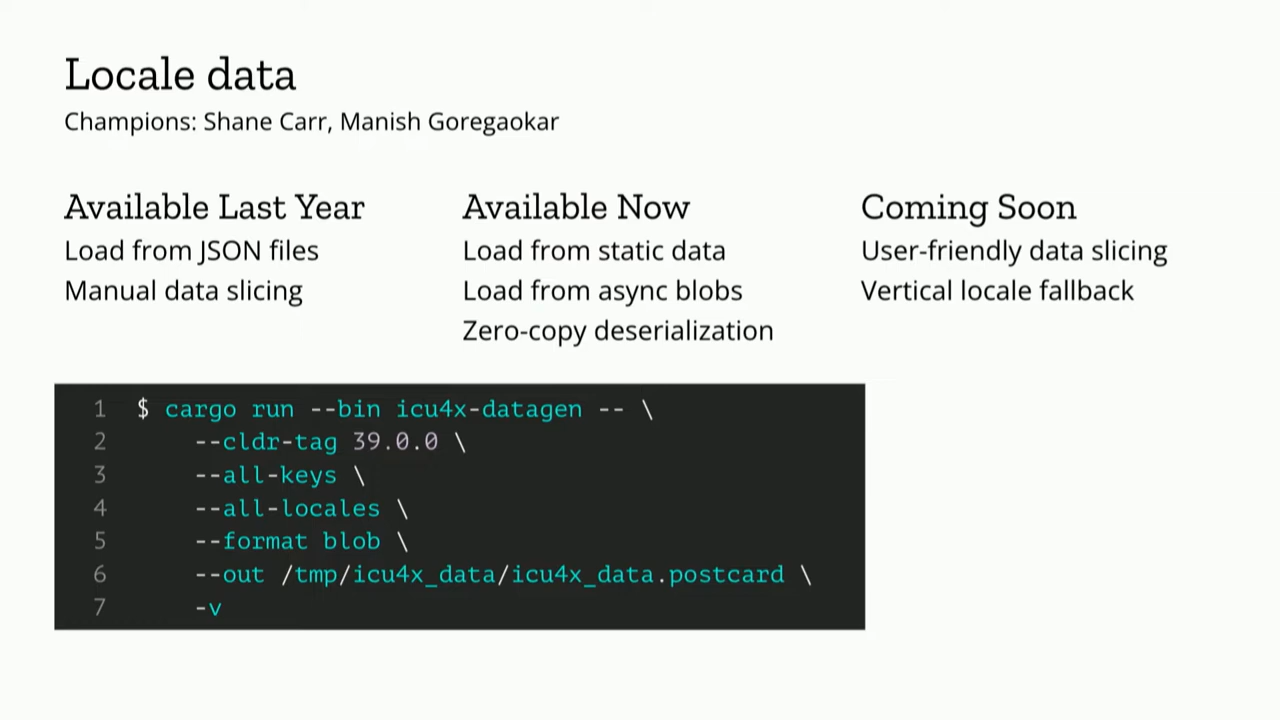 Locale data
Champions: Shane Carr, Manish Goregaokar
Available Last Year
Load from JSON files
Manual data slicing
Available Now
Load from static data
Load from async blobs
Zero-copy deserialization
Coming Soon
User-friendly data slicing
Vertical locale fallback
1 $ cargo run --bin icu4x-datagen -- \
2 --cldr-tag 39.0.0 \
3 --all-keys \
4 --all-locales \
5 --format blob \
6 --out /tmp/icu4x_data/icu4x_data.postcard \
7 -v